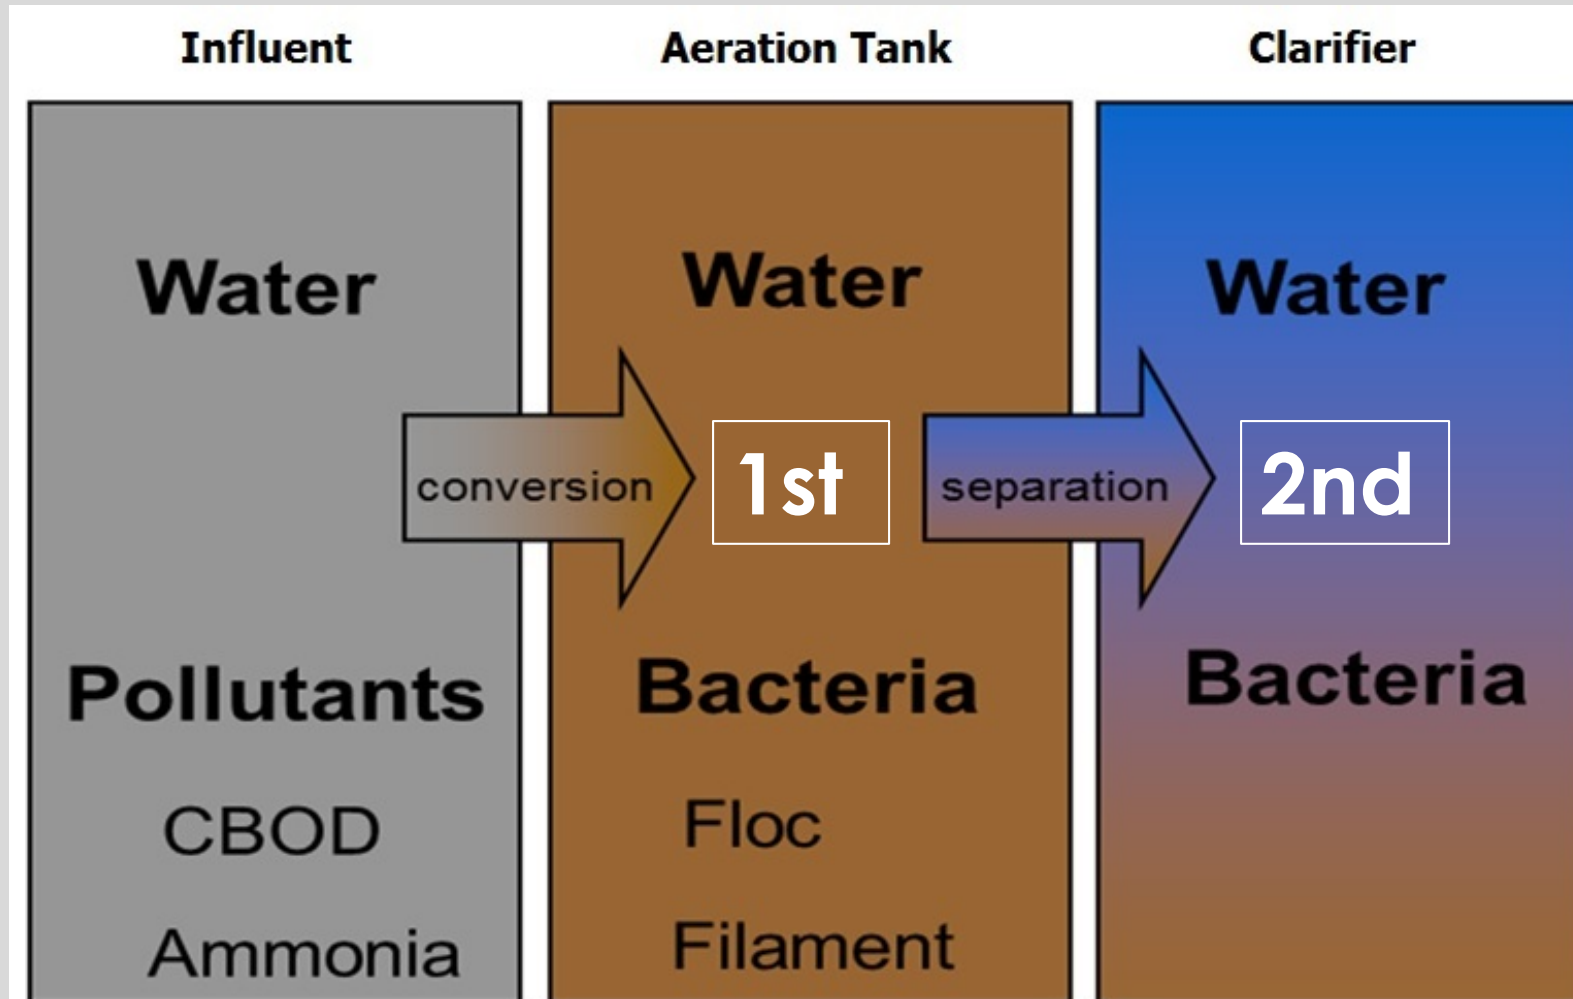 Influent
Aeration Tank
Clarifier
Water
Water
Water
conversion
1st
separation
2nd
Pollutants
Bacteria
Bacteria
CBOD
Floc
Ammonia
Filament